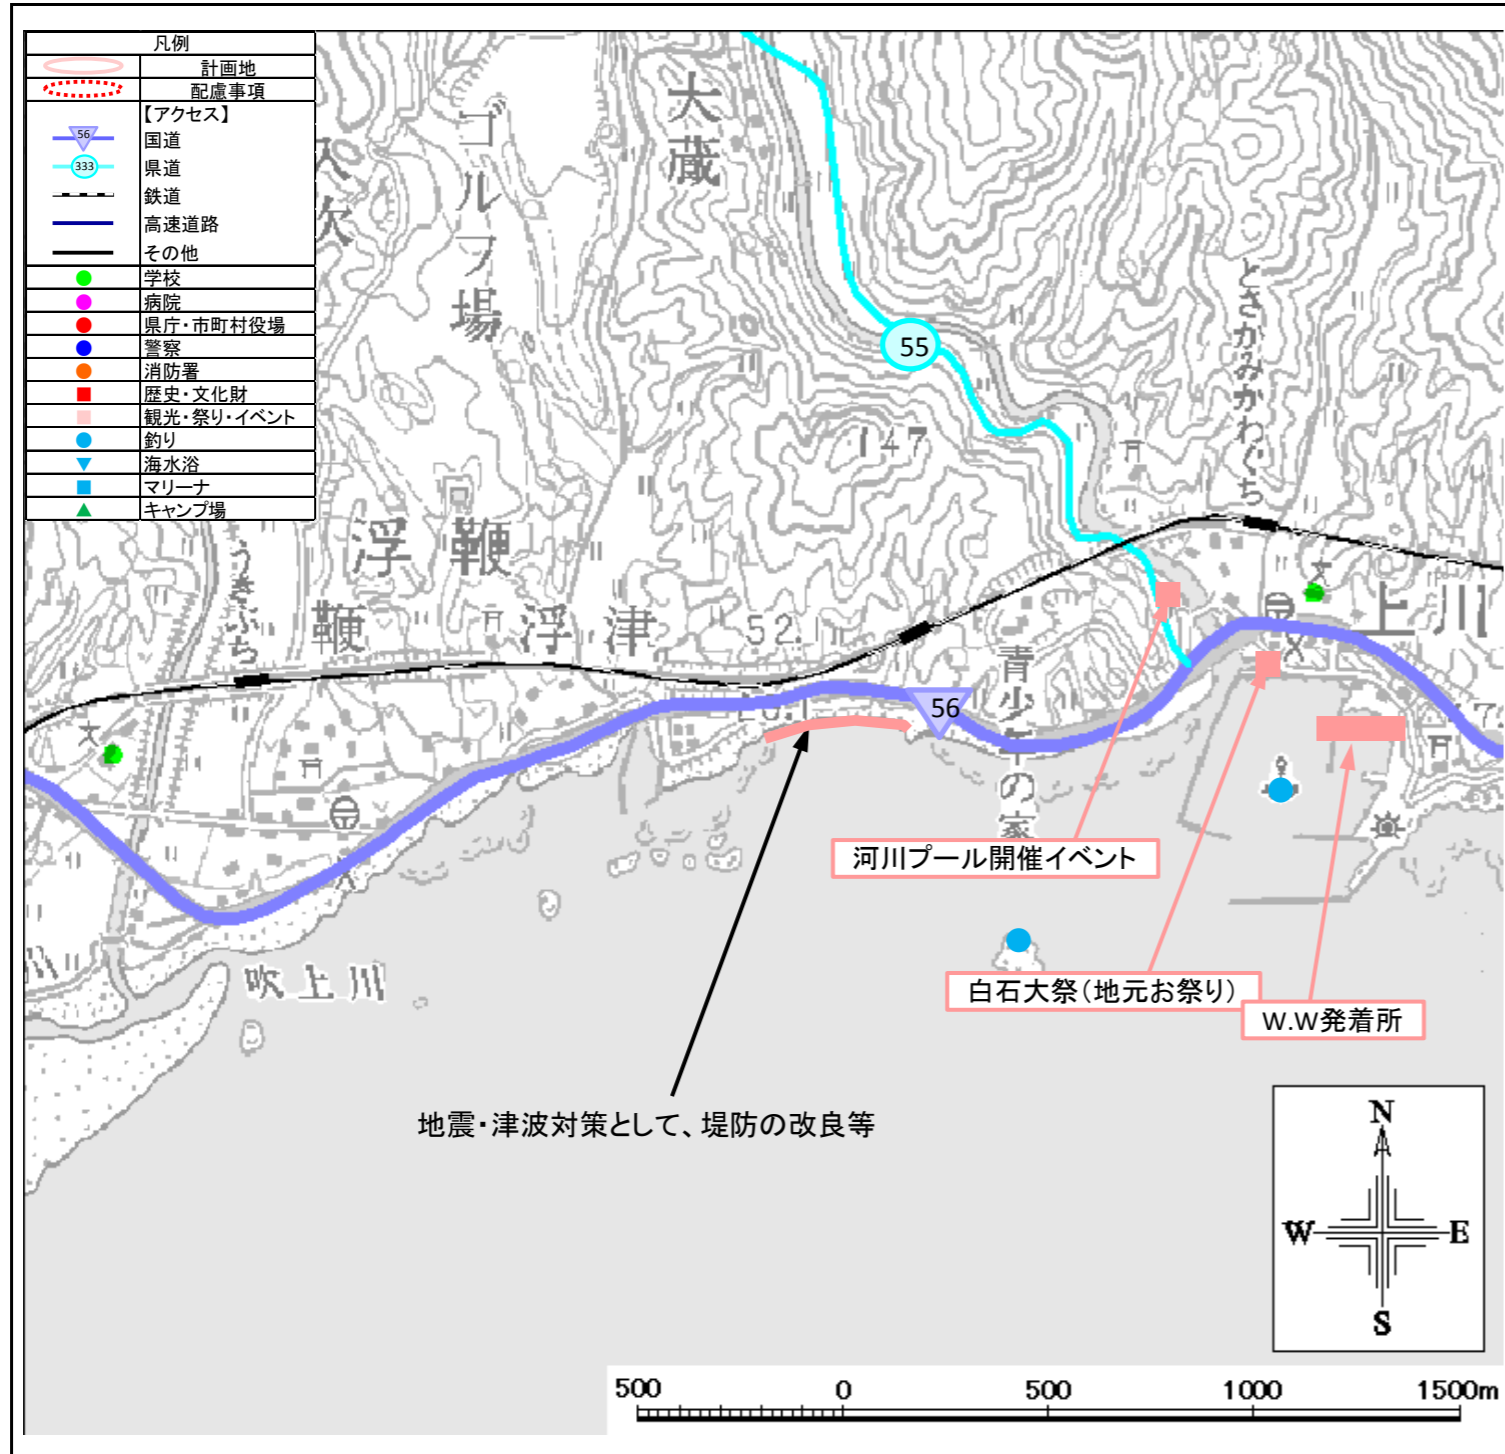 凡例
計画地
配慮事項
【アクセス】
56
国道
333
県道
鉄道
高速道路
その他
学校
病院
県庁・市町村役場
警察
消防署
歴史・文化財
観光・祭り・イベント
釣り
海水浴
マリーナ
キャンプ場
ゴルフ場
大蔵
55
とさかみかわぐち
147
浮鞭
うきぶち
鞭
浮津
52.1
上川
青少年の家
56
河川プール開催イベント
吹上川
白石大祭(地元お祭り)
W.W発着所
地震・津波対策として、堤防の改良等
N
W
E
S
500 0 500 1000 1500m